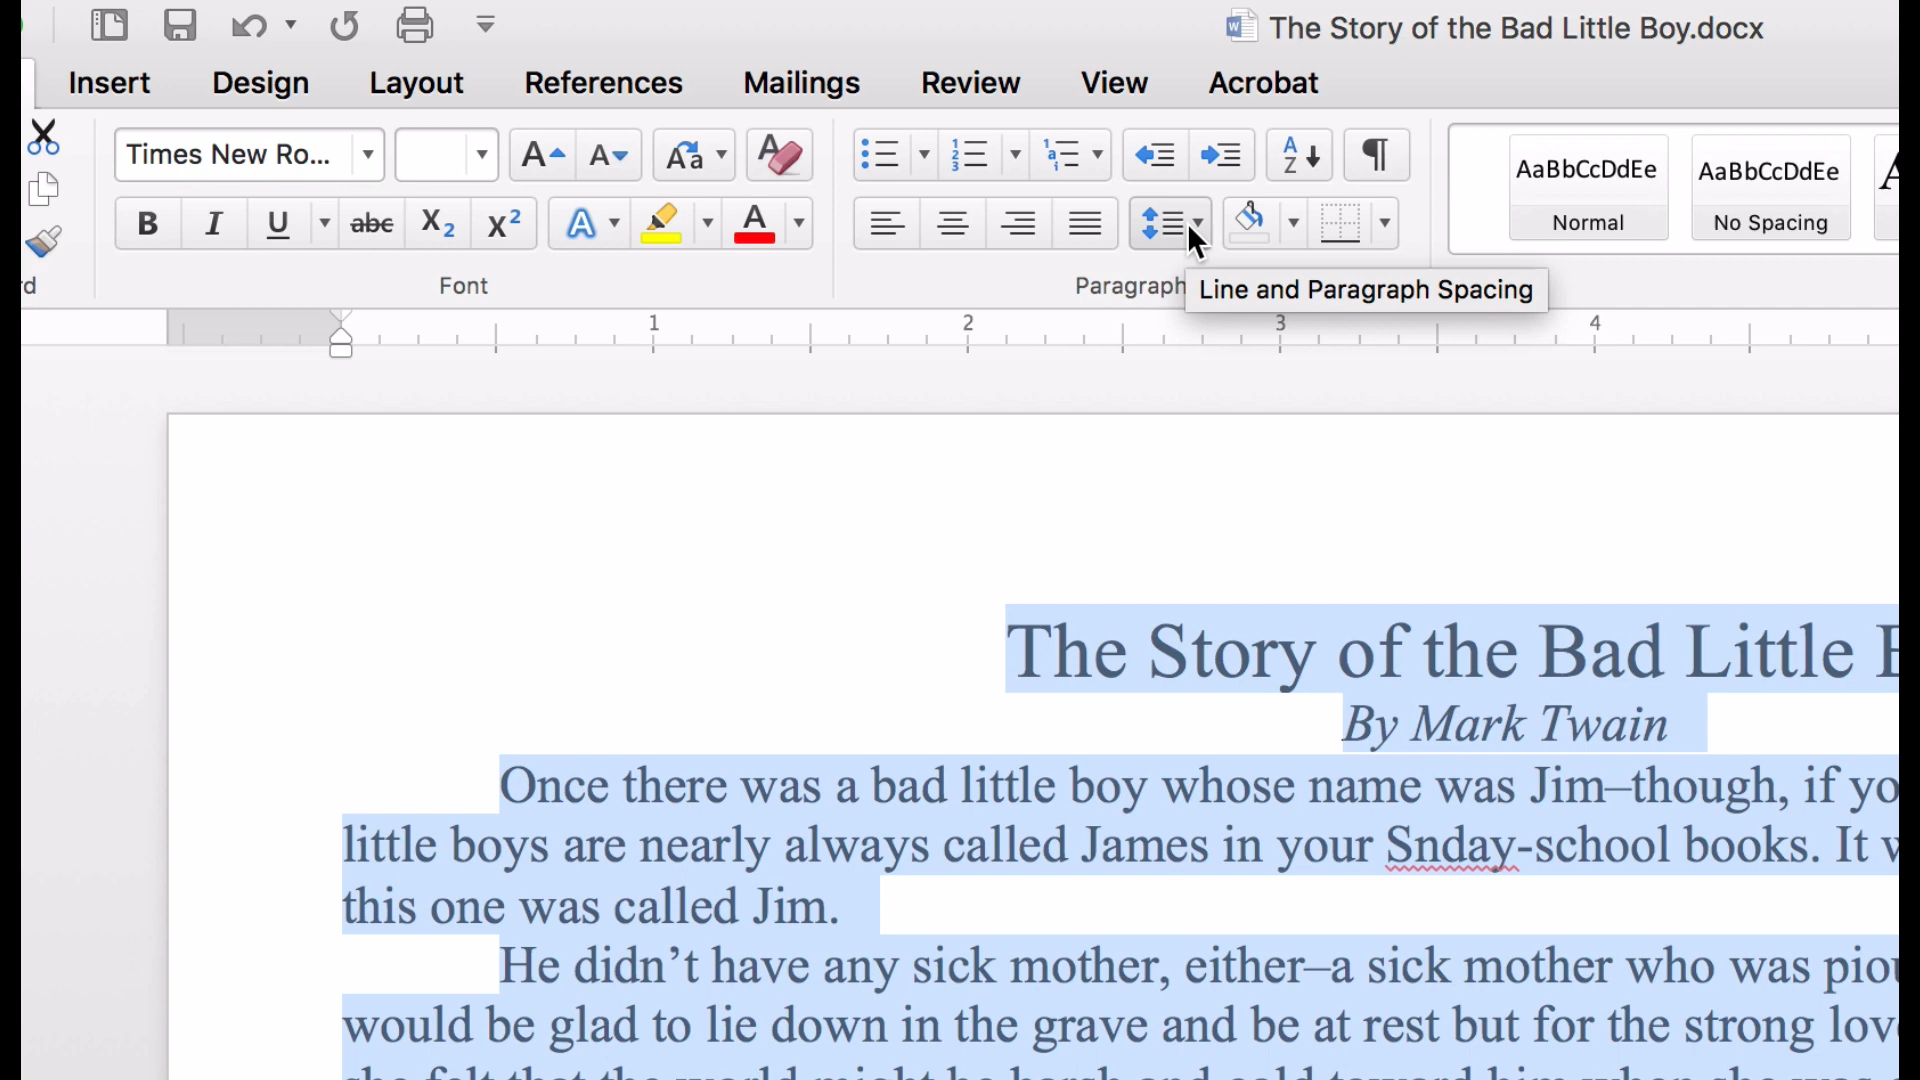 The Story of the Bad Little Boy.docx
Insert Design Layout References Mailings Review View Acrobat
Times New Ro...
AaBbCcDdEe AaBbCcDdEe
Normal No Spacing
Font Paragraph
Line and Paragraph Spacing
1 2 3 4
The Story of the Bad Little
By Mark Twain
Once there was a bad little boy whose name was Jim–though, if yo
little boys are nearly always called James in your Snday-school books. It w
this one was called Jim.
He didn’t have any sick mother, either–a sick mother who was piou
would be glad to lie down in the grave and be at rest but for the strong lov